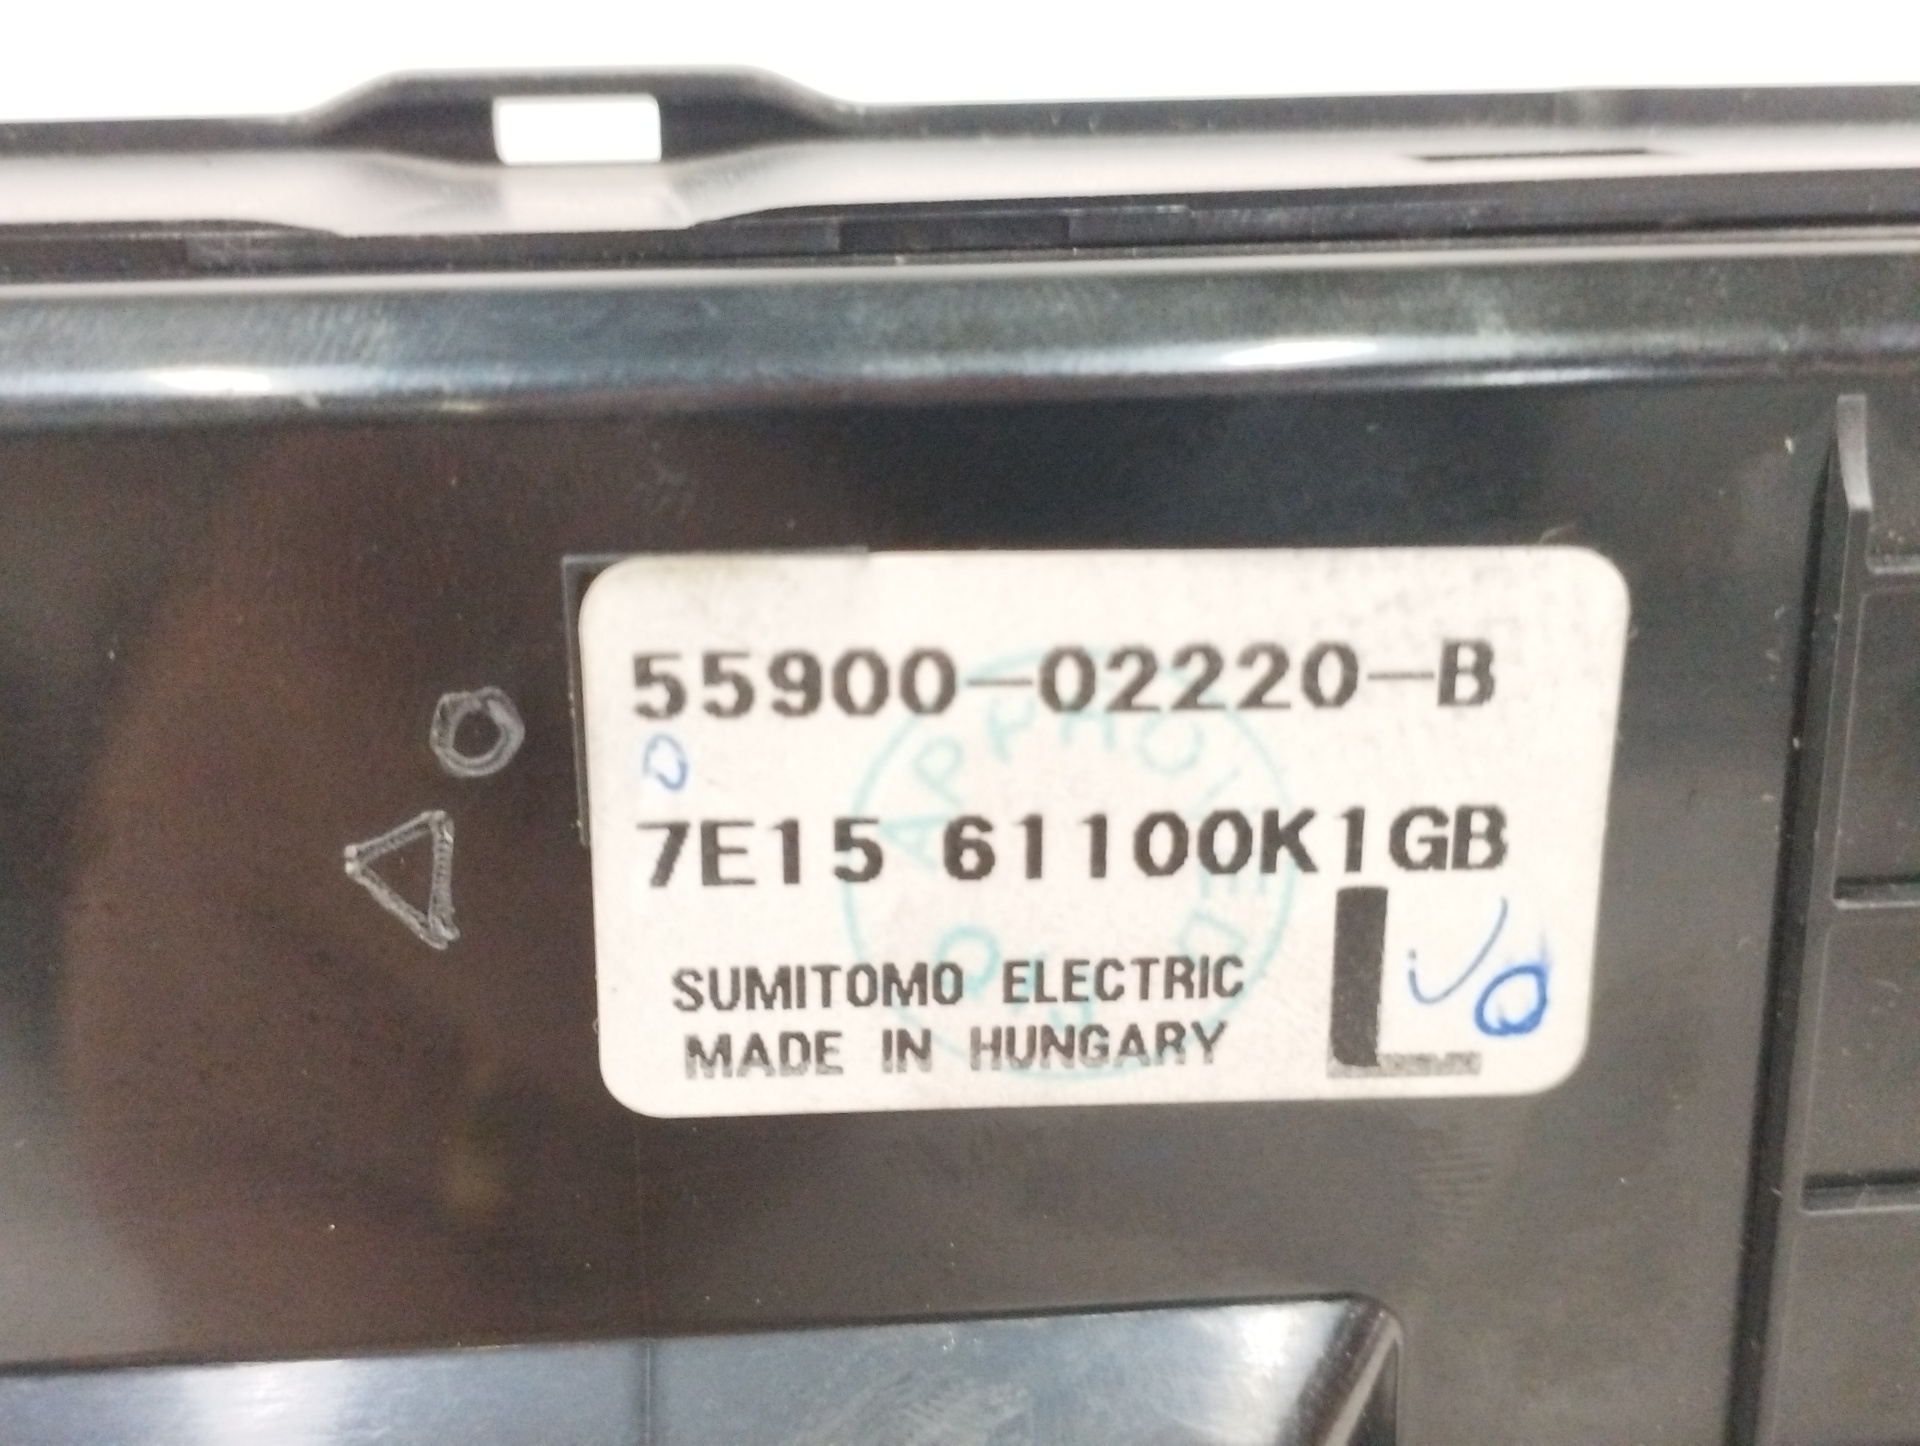 55900-02220-B
7E15 61100K1GB
SUMITOMO ELECTRIC
MADE IN HUNGARY